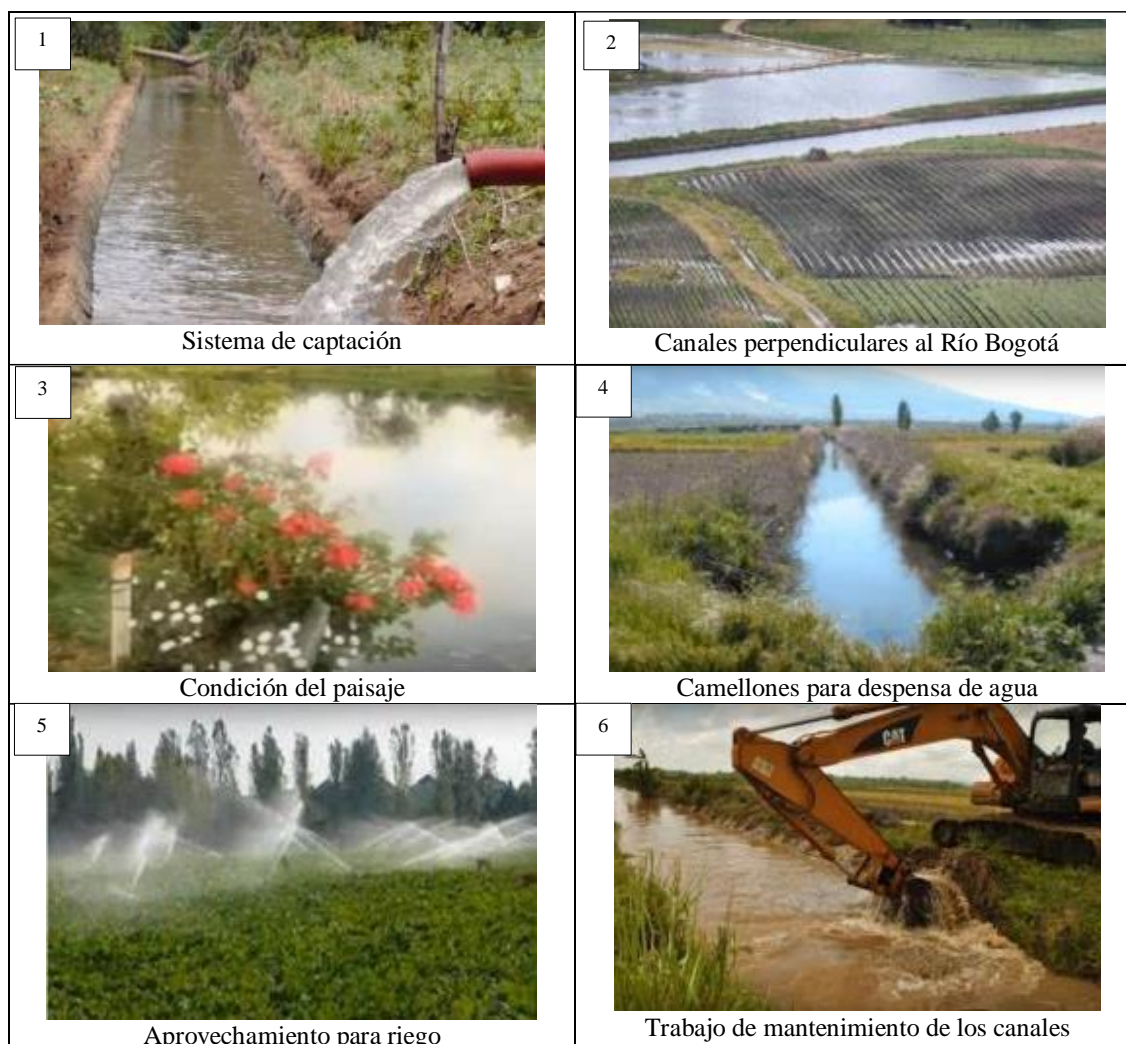 1
2
Sistema de captación
Canales perpendiculares al Río Bogotá
3
4
Condición del paisaje
Camellones para despensa de agua
5
6
CAT
Aprovechamiento para riego
Trabajo de mantenimiento de los canales